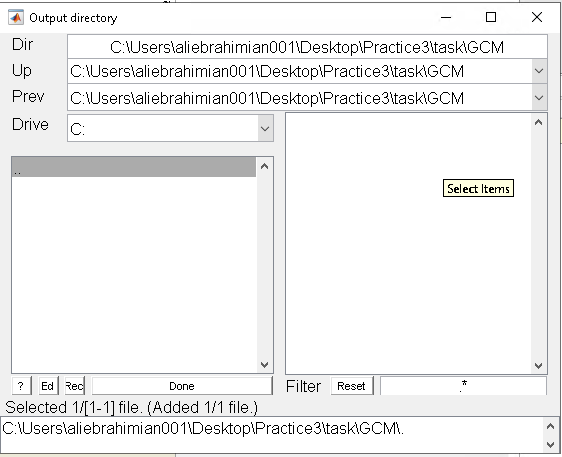 Output directory
Dir C:\Users\aliebrahimian001\Desktop\Practice3\task\GCM
Up C:\Users\aliebrahimian001\Desktop\Practice3\task\GCM
Prev C:\Users\aliebrahimian001\Desktop\Practice3\task\GCM
Drive C:
..
Select Items
? Ed Rec Done Filter Reset .*
Selected 1/[1-1] file. (Added 1/1 file.)
C:\Users\aliebrahimian001\Desktop\Practice3\task\GCM\.